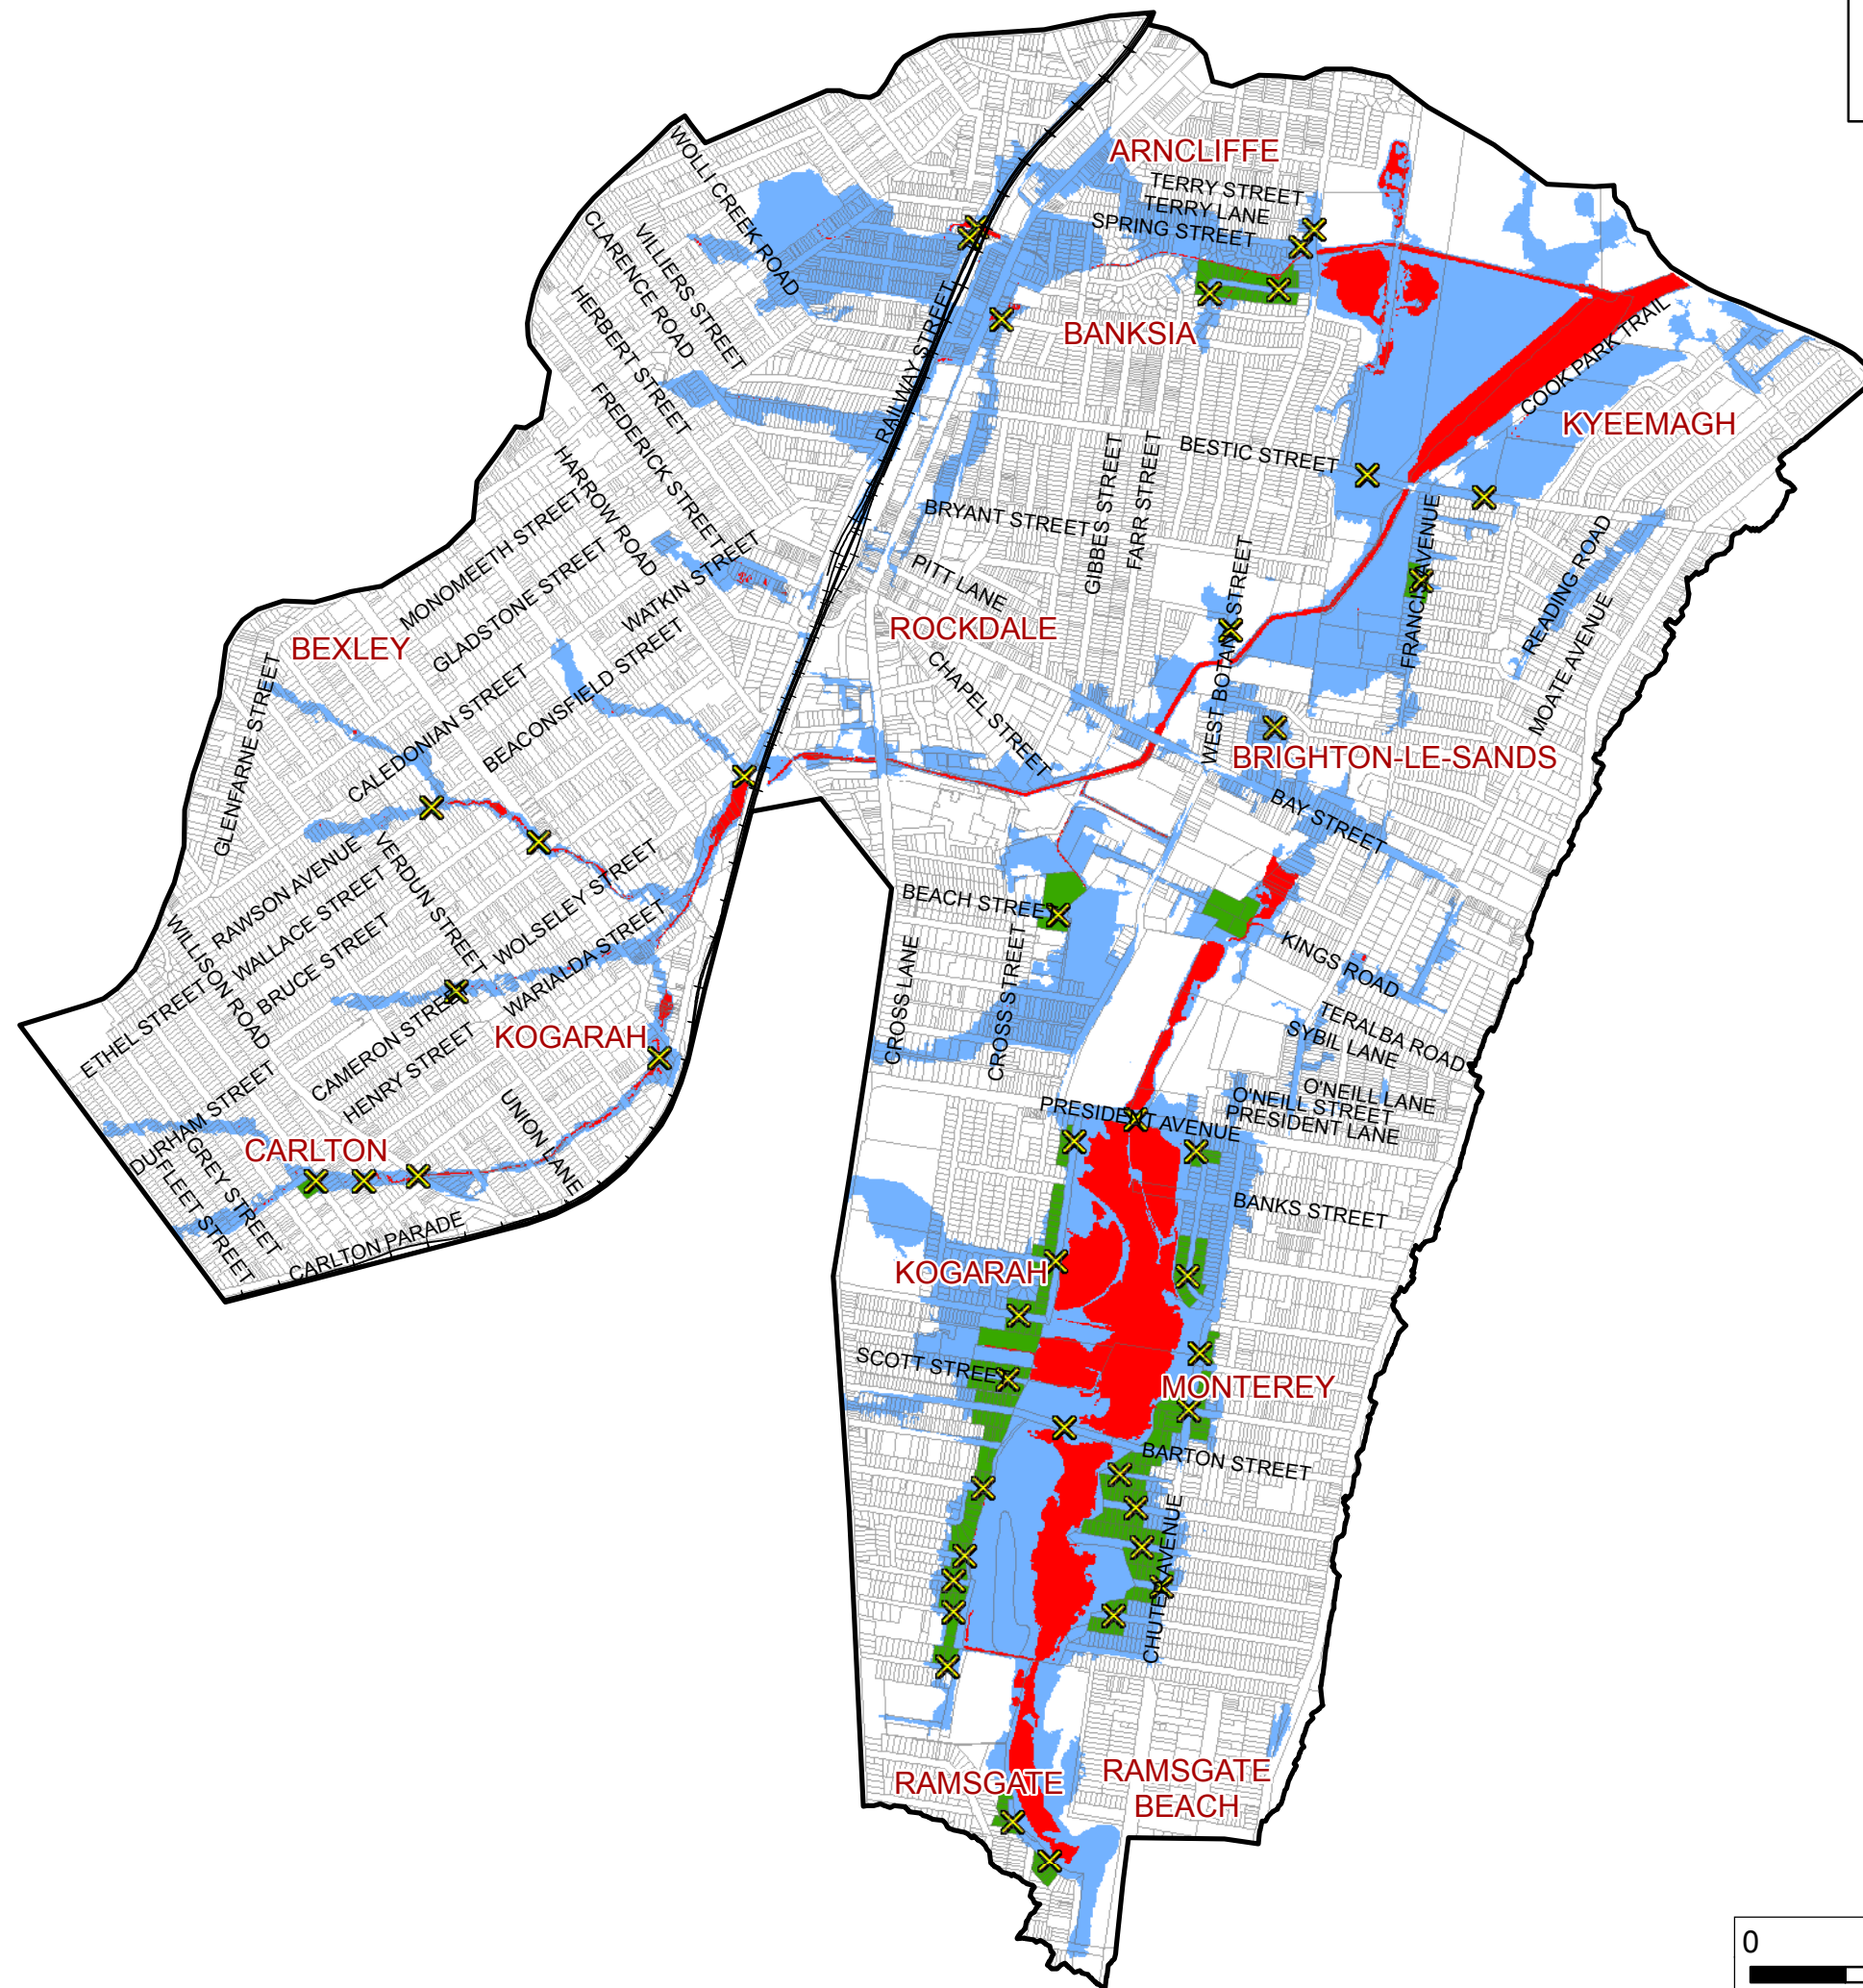 ARNCLIFFE
TERRY STREET
TERRY LANE
SPRING STREET
WOLLI CREEK ROAD
VILLIERS STREET
CLARENCE ROAD
HERBERT STREET
RAILWAY STREET
BANKSIA
COOK PARK TRAIL
KYEEMAGH
FREDERICK STREET
BESTIC STREET
GIBBES STREET
FARR STREET
HARROW ROAD
BRYANT STREET
MONOMEETH STREET
GLADSTONE STREET
WATKIN STREET
PITT LANE
FRANCIS AVENUE
READING ROAD
MOATE AVENUE
BEXLEY
ROCKDALE
WEST BOTANY STREET
CHAPEL STREET
GLENFARNE STREET
CALEDONIAN STREET
BEACONSFIELD STREET
BRIGHTON-LE-SANDS
BAY STREET
RAWSON AVENUE
VERDUN STREET
WALLACE STREET
BRUCE STREET
WOLSELEY STREET
WARIALDA STREET
WILLISON ROAD
ETHEL STREET
BEACH STREET
KINGS ROAD
CROSS LANE
CROSS STREET
TERALBA ROAD
SYBIL LANE
CAMERON STREET
HENRY STREET
KOGARAH
UNION LANE
O'NEILL LANE
O'NEILL STREET
PRESIDENT LANE
PRESIDENT AVENUE
DURHAM STREET
CARLTON
GREY STREET
FLEET STREET
CARLTON PARADE
BANKS STREET
KOGARAH
SCOTT STREET
MONTEREY
BARTON STREET
CHUTER AVENUE
RAMSGATE
RAMSGATE
BEACH
0